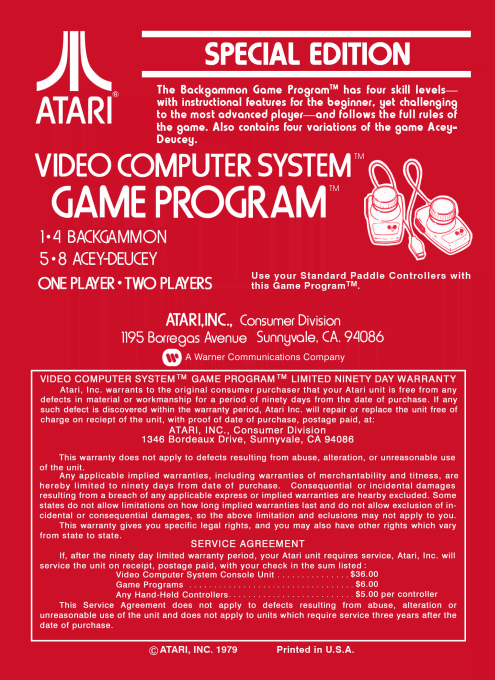 SPECIAL EDITION
ATARI®
The Backgammon Game Program™ has four skill levels—
with instructional features for the beginner, yet challenging
to the most advanced player—and follows the full rules of
the game. Also contains four variations of the game Acey-
Deucey.
VIDEO COMPUTER SYSTEM™
GAME PROGRAM™
1•4 BACKGAMMON
5•8 ACEY-DEUCEY
ONE PLAYER • TWO PLAYERS
Use your Standard Paddle Controllers with
this Game Program™.
ATARI,INC., Consumer Division
1195 Borregas Avenue Sunnyvale, CA. 94086
A Warner Communications Company
VIDEO COMPUTER SYSTEM™ GAME PROGRAM™ LIMITED NINETY DAY WARRANTY
Atari, Inc. warrants to the original consumer purchaser that your Atari unit is free from any
defects in material or workmanship for a period of ninety days from the date of purchase. If any
such defect is discovered within the warranty period, Atari Inc. will repair or replace the unit free of
charge on reciept of the unit, with proof of date of purchase, postage paid, at:
ATARI, INC., Consumer Division
1346 Bordeaux Drive, Sunnyvale, CA 94086
This warranty does not apply to defects resulting from abuse, alteration, or unreasonable use
of the unit.
Any applicable implied warranties, including warranties of merchantability and titness, are
hereby limited to ninety days from date of purchase. Consequential or incidental damages
resulting from a breach of any applicable express or implied warranties are hearby excluded. Some
states do not allow limitations on how long implied warranties last and do not allow exclusion of in-
cidental or consequential damages, so the above limitation and eclusions may not apply to you.
This warranty gives you specific legal rights, and you may also have other rights which vary
from state to state.
SERVICE AGREEMENT
If, after the ninety day limited warranty period, your Atari unit requires service, Atari, Inc. will
service the unit on receipt, postage paid, with your check in the sum listed :
Video Computer System Console Unit . . . . . . . . . . . . . . . $36.00
Game Programs . . . . . . . . . . . . . . . . . . . . . . . . . . . . . . . . . $6.00
Any Hand-Held Controllers. . . . . . . . . . . . . . . . . . . . . . . . . $5.00 per controller
This Service Agreement does not apply to defects resulting from abuse, alteration or
unreasonable use of the unit and does not apply to units which require service three years after the
date of purchase.
© ATARI, INC. 1979 Printed in U.S.A.